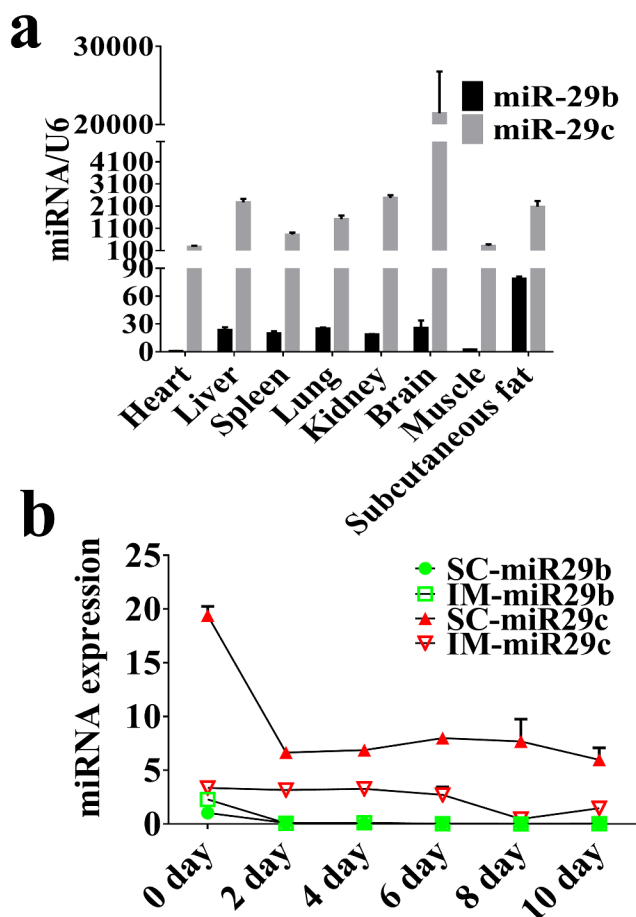 a
miRNA/U6
30000
20000
4100
3100
2100
1100
100
90
60
30
0
miR-29b
miR-29c
Heart
Liver
Spleen
Lung
Kidney
Brain
Muscle
Subcutaneous fat
b
miRNA expression
25
20
15
10
5
0
SC-miR29b
IM-miR29b
SC-miR29c
IM-miR29c
0 day
2 day
4 day
6 day
8 day
10 day